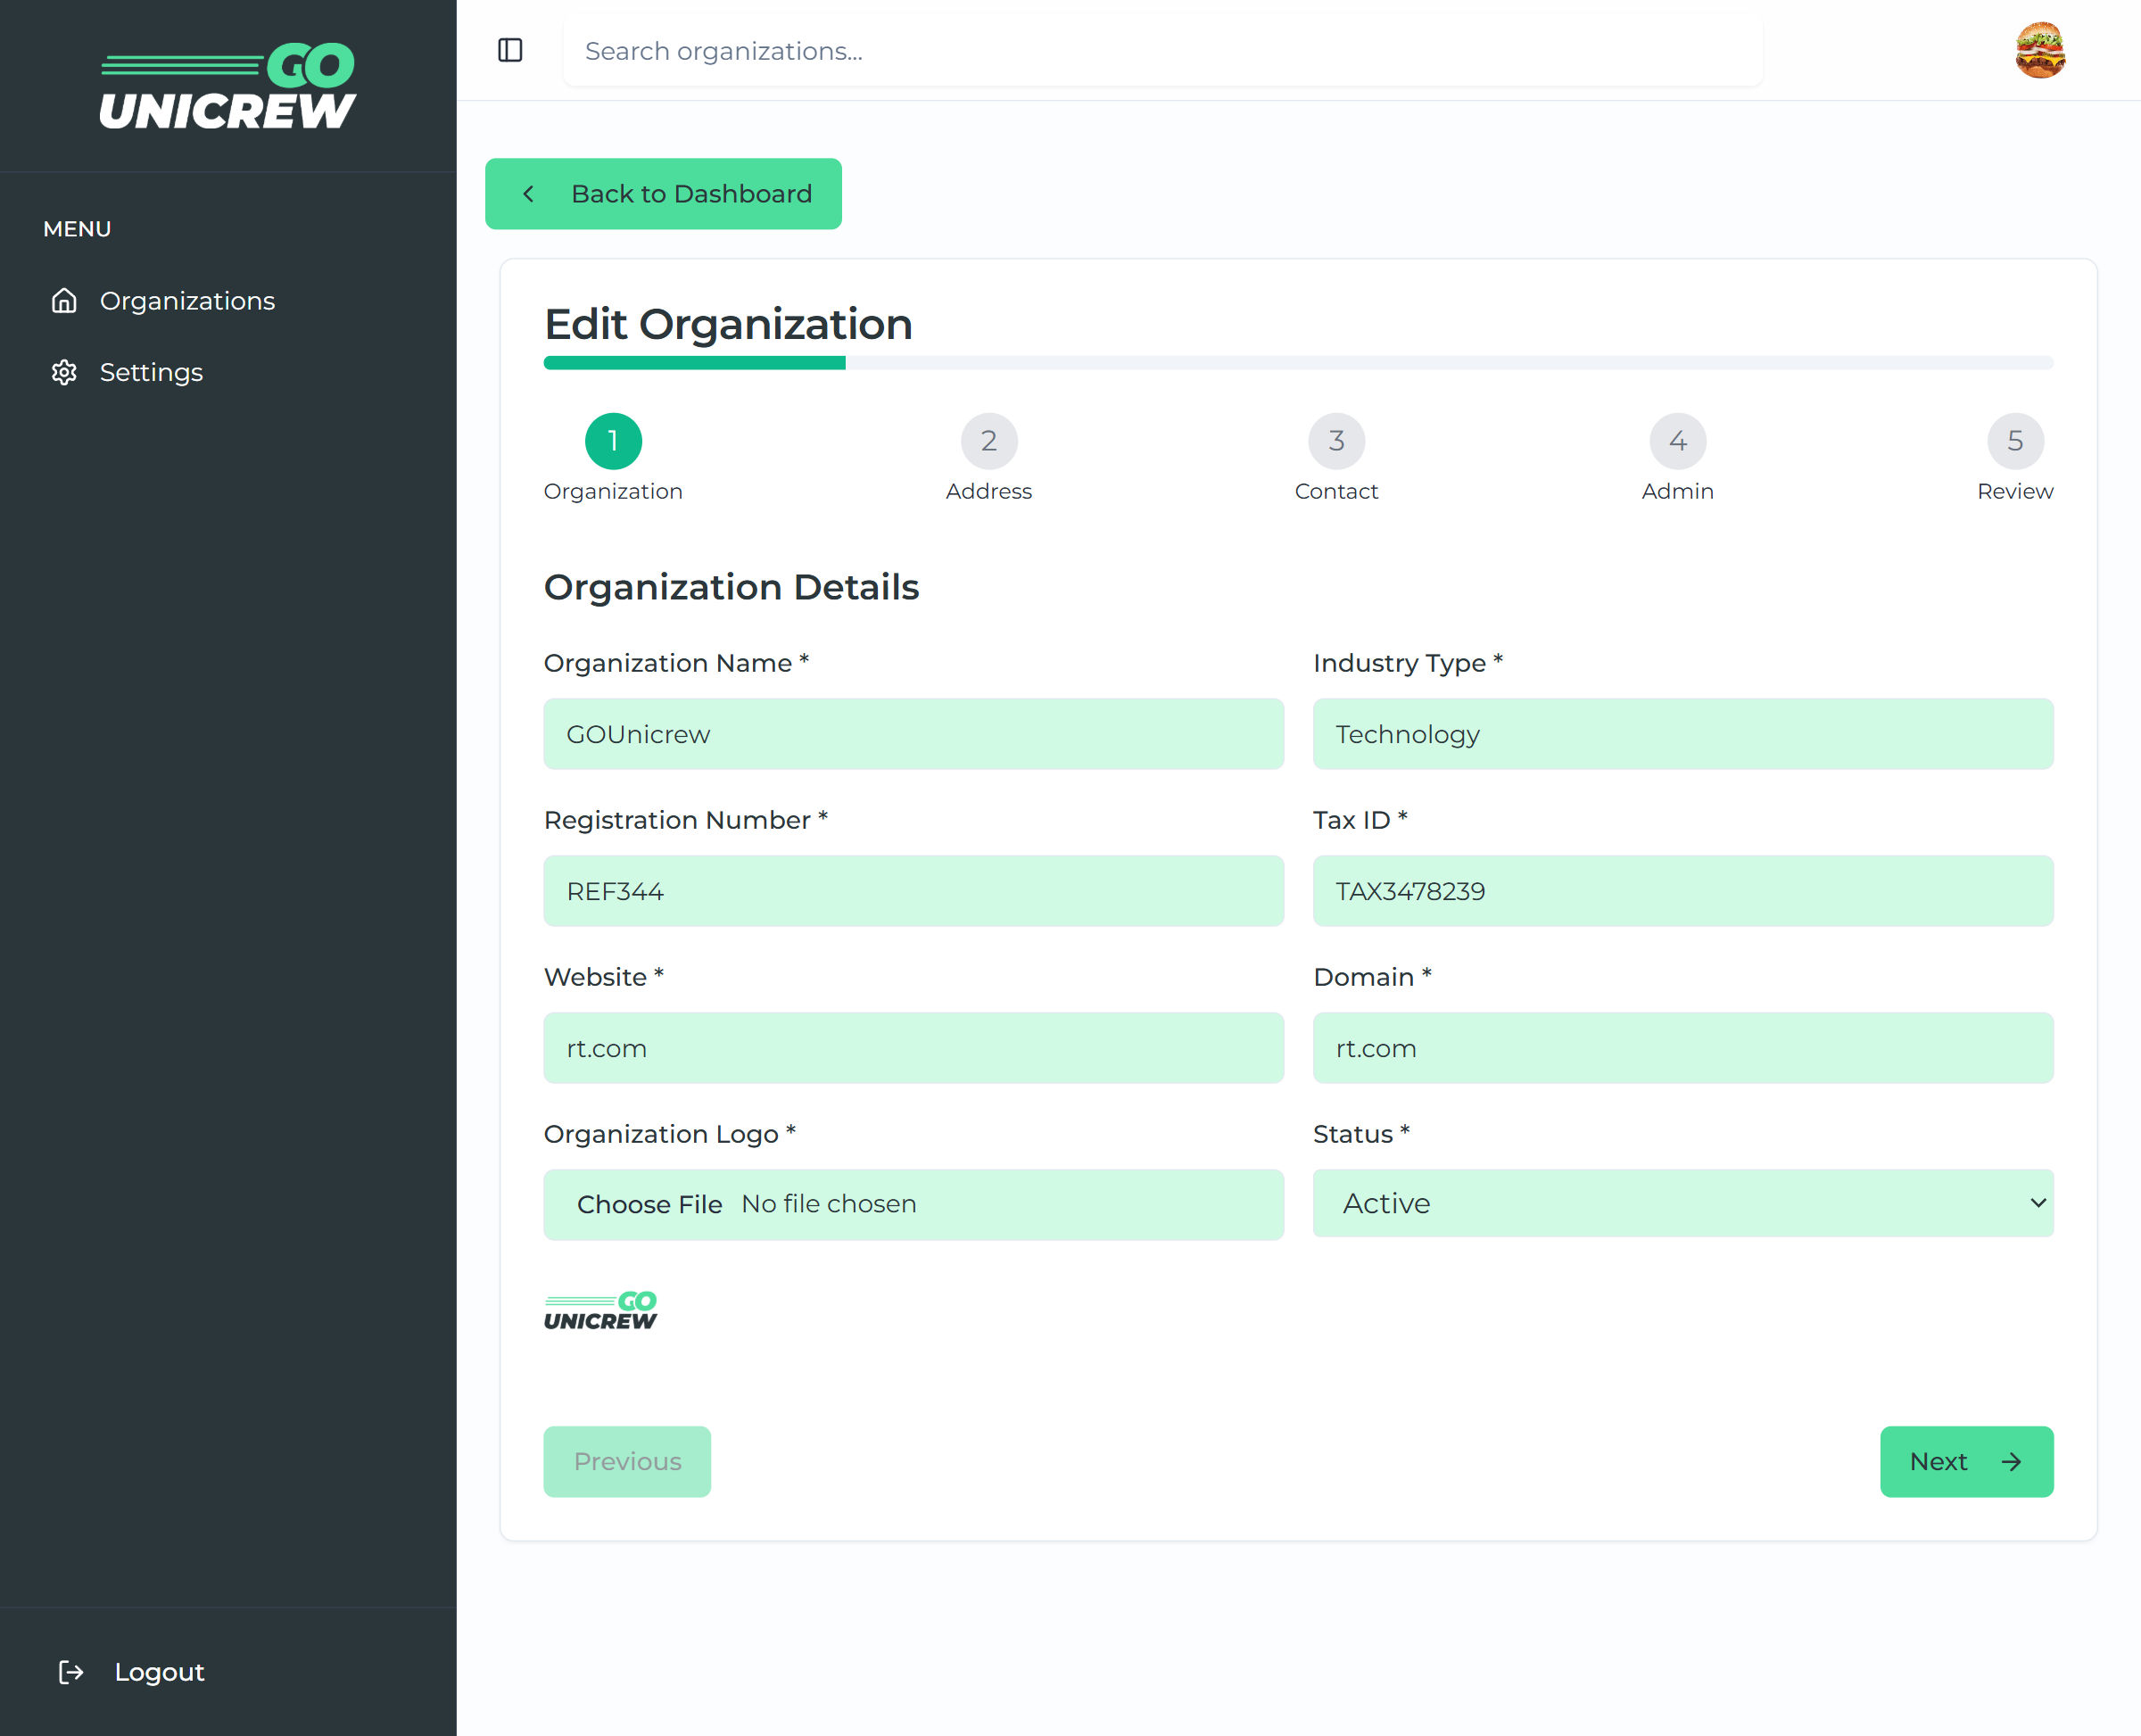 GO
UNICREW
MENU
Organizations
Settings
Logout
Search organizations...
Back to Dashboard
Edit Organization
1 2 3 4 5
Organization Address Contact Admin Review
Organization Details
Organization Name * Industry Type *
GOUnicrew Technology
Registration Number * Tax ID *
REF344 TAX3478239
Website * Domain *
rt.com rt.com
Organization Logo * Status *
Choose File No file chosen Active
GO
UNICREW
Previous Next